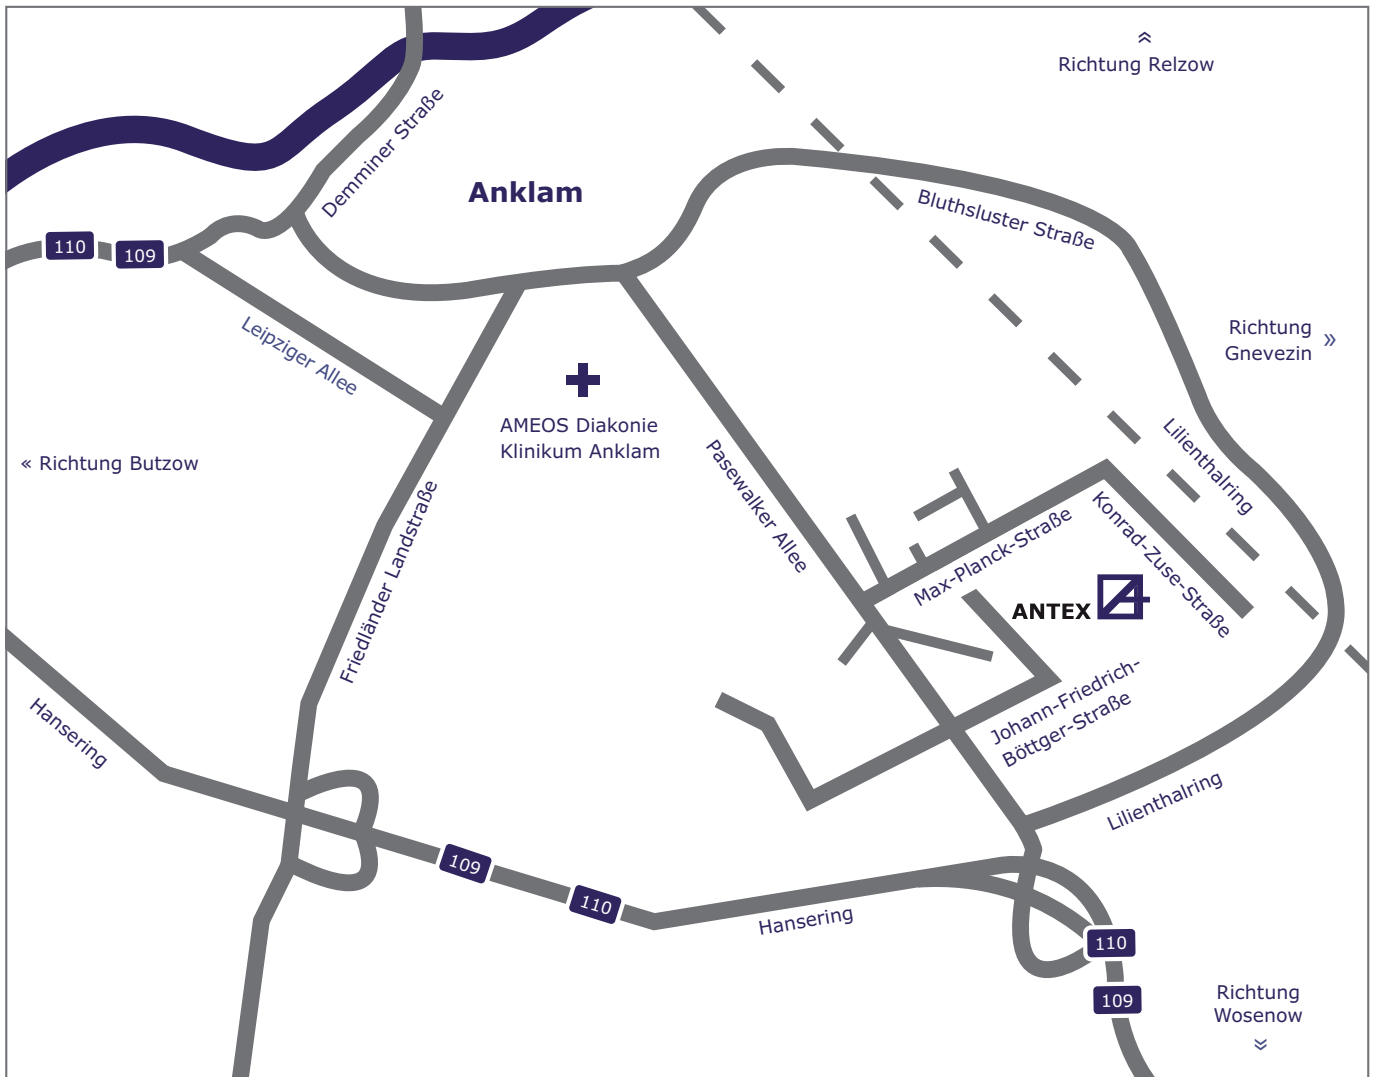 Richtung Relzow
Demminer Straße
Anklam
Bluthsluster Straße
110
109
Leipziger Allee
Richtung
Gnevezin »
AMEOS Diakonie
Klinikum Anklam
« Richtung Butzow
Pasewalker Allee
Lilienthalring
Friedländer Landstraße
Max-Planck-Straße
Konrad-Zuse-Straße
ANTEX
Johann-Friedrich-
Böttger-Straße
Hansering
Lilienthalring
109
110
Hansering
110
109
Richtung
Wosenow